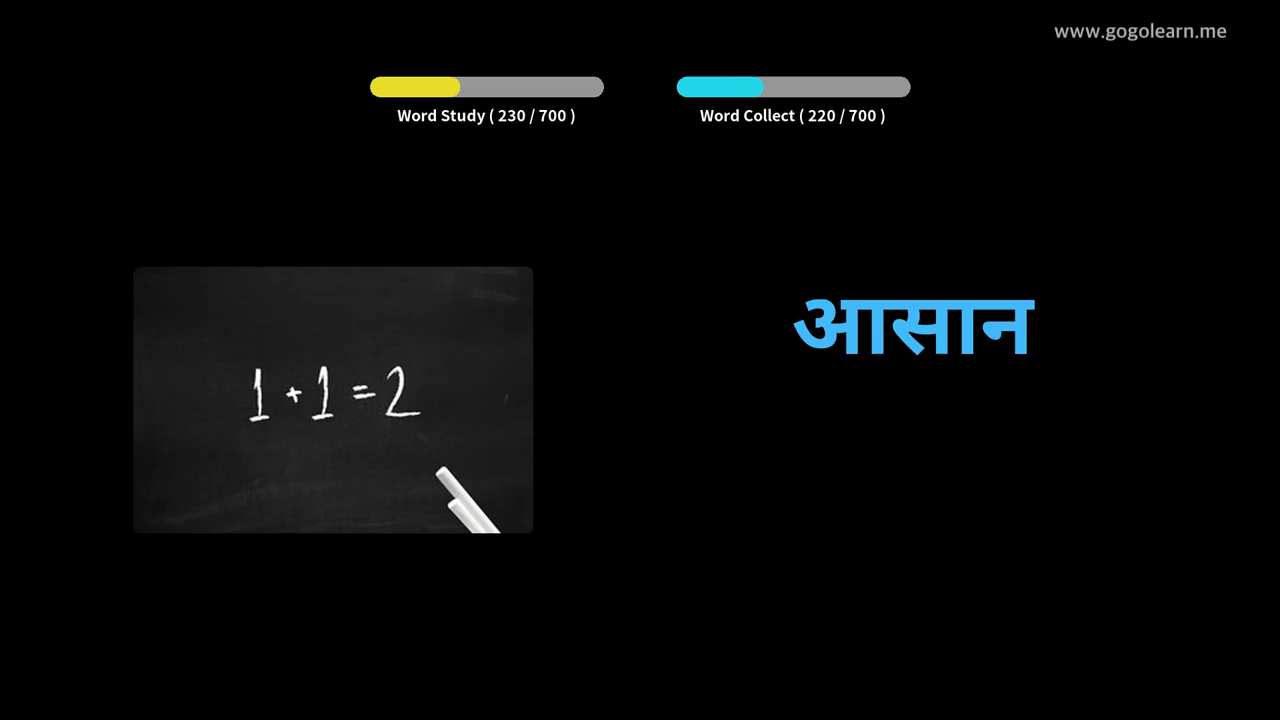 www.gogolearn.me
Word Study ( 230 / 700 )
Word Collect ( 220 / 700 )
1 + 1 = 2
आसान